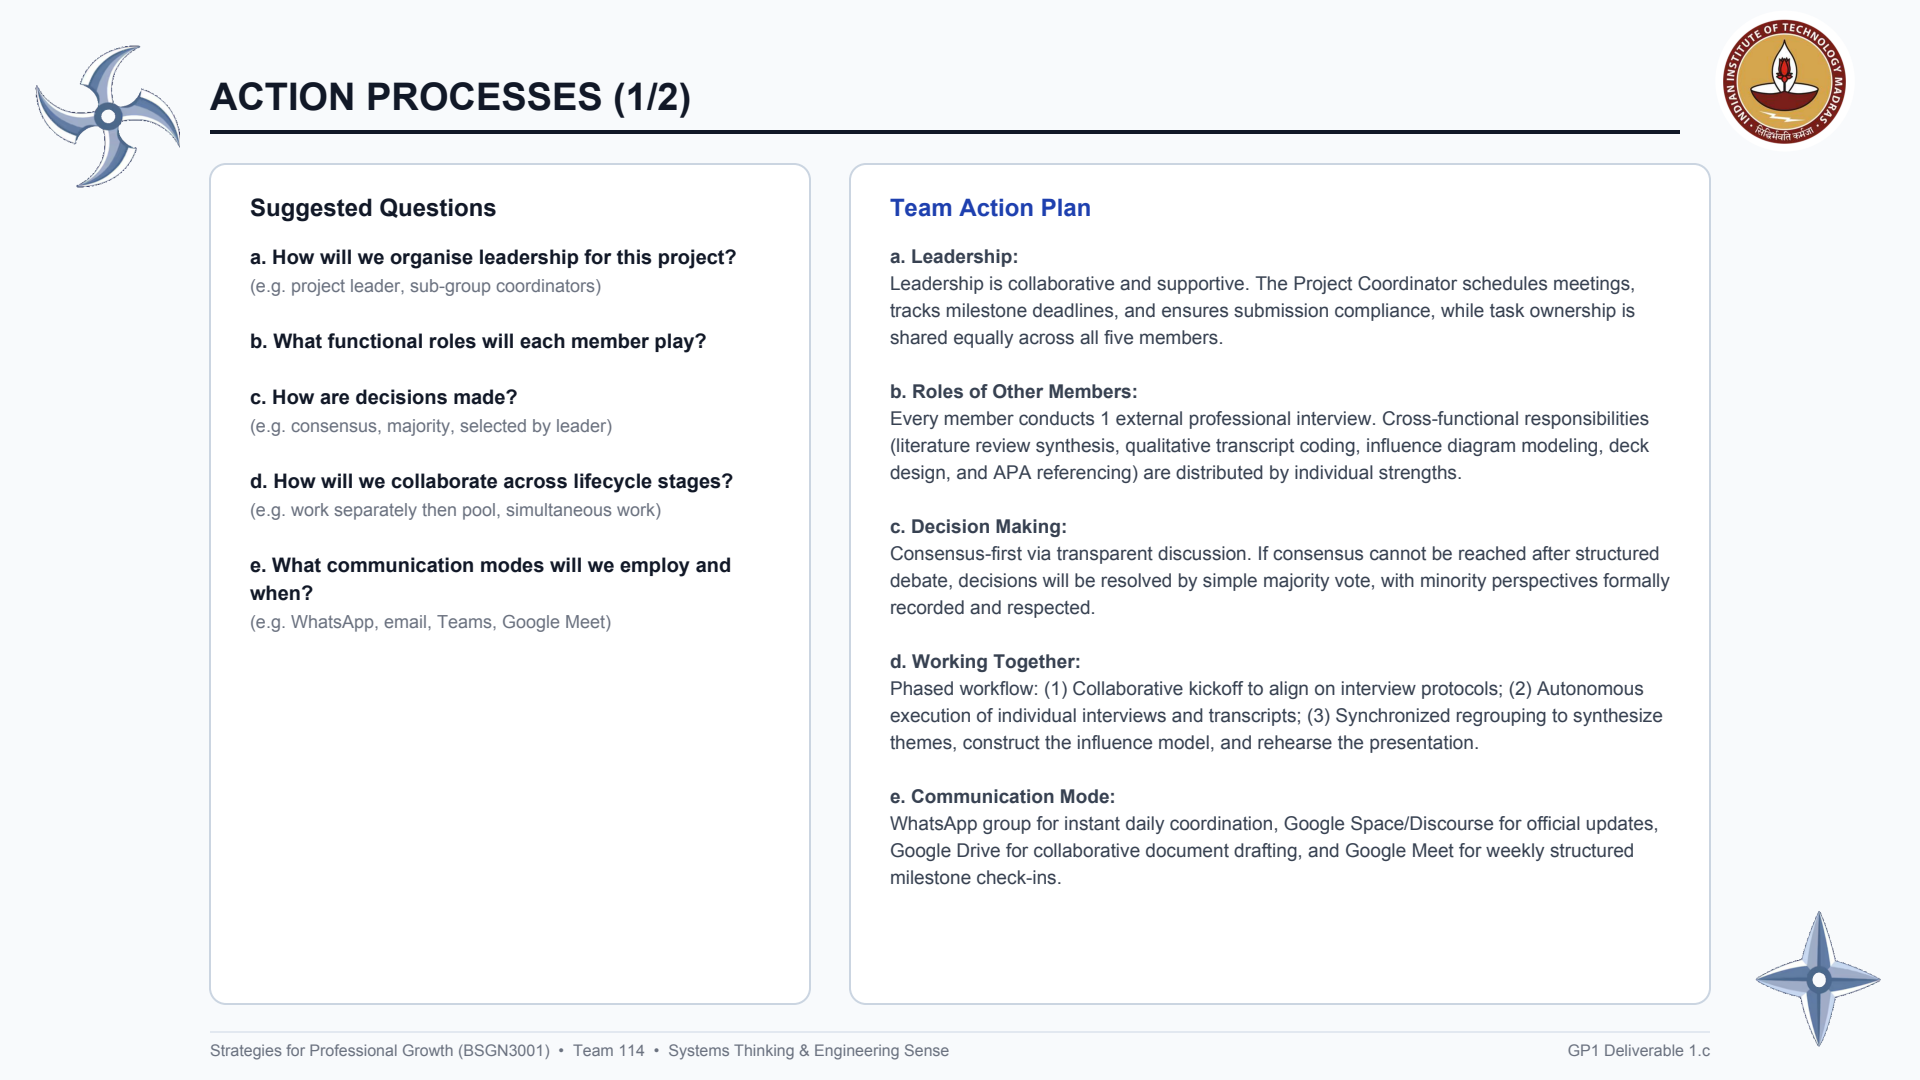 ACTION PROCESSES (1/2)
INDIAN INSTITUTE OF TECHNOLOGY MADRAS
सिद्धिर्भवति कर्मजा
Suggested Questions
a. How will we organise leadership for this project?
(e.g. project leader, sub-group coordinators)
b. What functional roles will each member play?
c. How are decisions made?
(e.g. consensus, majority, selected by leader)
d. How will we collaborate across lifecycle stages?
(e.g. work separately then pool, simultaneous work)
e. What communication modes will we employ and
when?
(e.g. WhatsApp, email, Teams, Google Meet)
Team Action Plan
a. Leadership:
Leadership is collaborative and supportive. The Project Coordinator schedules meetings,
tracks milestone deadlines, and ensures submission compliance, while task ownership is
shared equally across all five members.
b. Roles of Other Members:
Every member conducts 1 external professional interview. Cross-functional responsibilities
(literature review synthesis, qualitative transcript coding, influence diagram modeling, deck
design, and APA referencing) are distributed by individual strengths.
c. Decision Making:
Consensus-first via transparent discussion. If consensus cannot be reached after structured
debate, decisions will be resolved by simple majority vote, with minority perspectives formally
recorded and respected.
d. Working Together:
Phased workflow: (1) Collaborative kickoff to align on interview protocols; (2) Autonomous
execution of individual interviews and transcripts; (3) Synchronized regrouping to synthesize
themes, construct the influence model, and rehearse the presentation.
e. Communication Mode:
WhatsApp group for instant daily coordination, Google Space/Discourse for official updates,
Google Drive for collaborative document drafting, and Google Meet for weekly structured
milestone check-ins.
Strategies for Professional Growth (BSGN3001) • Team 114 • Systems Thinking & Engineering Sense
GP1 Deliverable 1.c